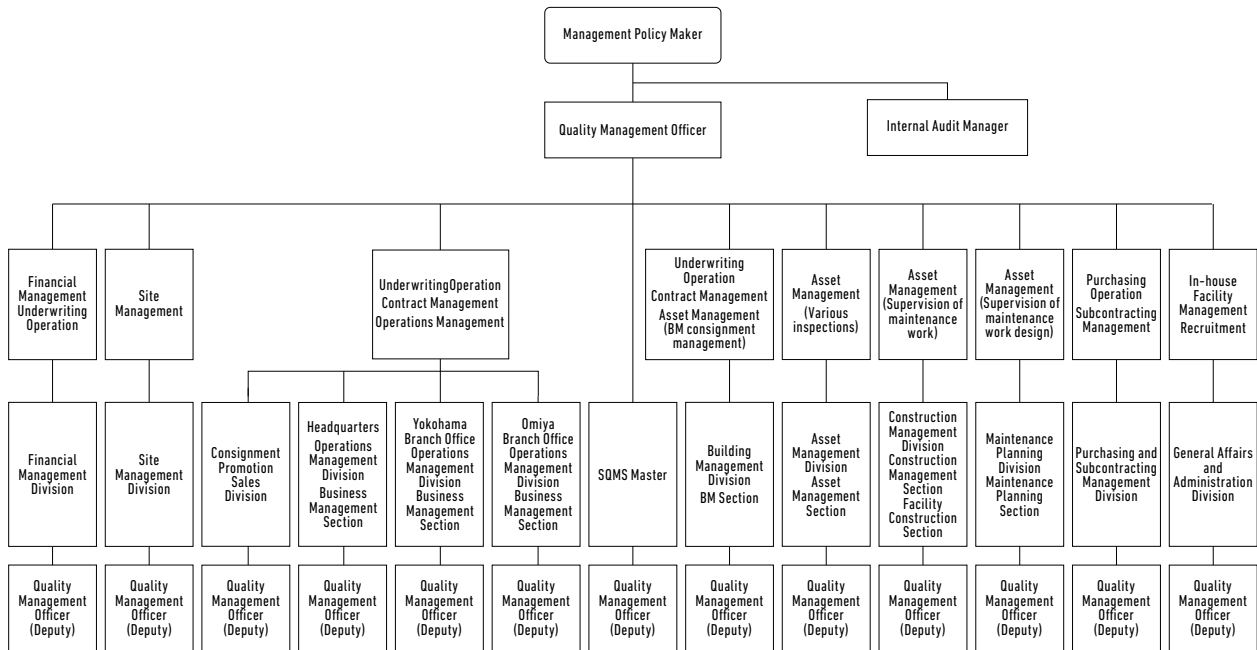 Management Policy Maker
Quality Management Officer
Internal Audit Manager
Financial
Management
Underwriting
Operation
Site
Management
UnderwritingOperation
Contract Management
Operations Management
Underwriting
Operation
Contract Management
Asset Management
(BM consignment
management)
Asset
Management
(Various
inspections)
Asset
Management
(Supervision of
maintenance
work)
Asset
Management
(Supervision of
maintenance
work design)
Purchasing
Operation
Subcontracting
Management
In-house
Facility
Management
Recruitment
Financial
Management
Division
Site
Management
Division
Consignment
Promotion
Sales
Division
Headquarters
Operations
Management
Division
Business
Management
Section
Yokohama
Branch Office
Operations
Management
Division
Business
Management
Section
Omiya
Branch Office
Operations
Management
Division
Business
Management
Section
SQMS Master
Building
Management
Division
BM Section
Asset
Management
Division
Asset
Management
Section
Construction
Management
Division
Construction
Management
Section
Facility
Construction
Section
Maintenance
Planning
Division
Maintenance
Planning
Section
Purchasing and
Subcontracting
Management
Division
General Affairs
and
Administration
Division
Quality
Management
Officer
(Deputy)
Quality
Management
Officer
(Deputy)
Quality
Management
Officer
(Deputy)
Quality
Management
Officer
(Deputy)
Quality
Management
Officer
(Deputy)
Quality
Management
Officer
(Deputy)
Quality
Management
Officer
(Deputy)
Quality
Management
Officer
(Deputy)
Quality
Management
Officer
(Deputy)
Quality
Management
Officer
(Deputy)
Quality
Management
Officer
(Deputy)
Quality
Management
Officer
(Deputy)
Quality
Management
Officer
(Deputy)